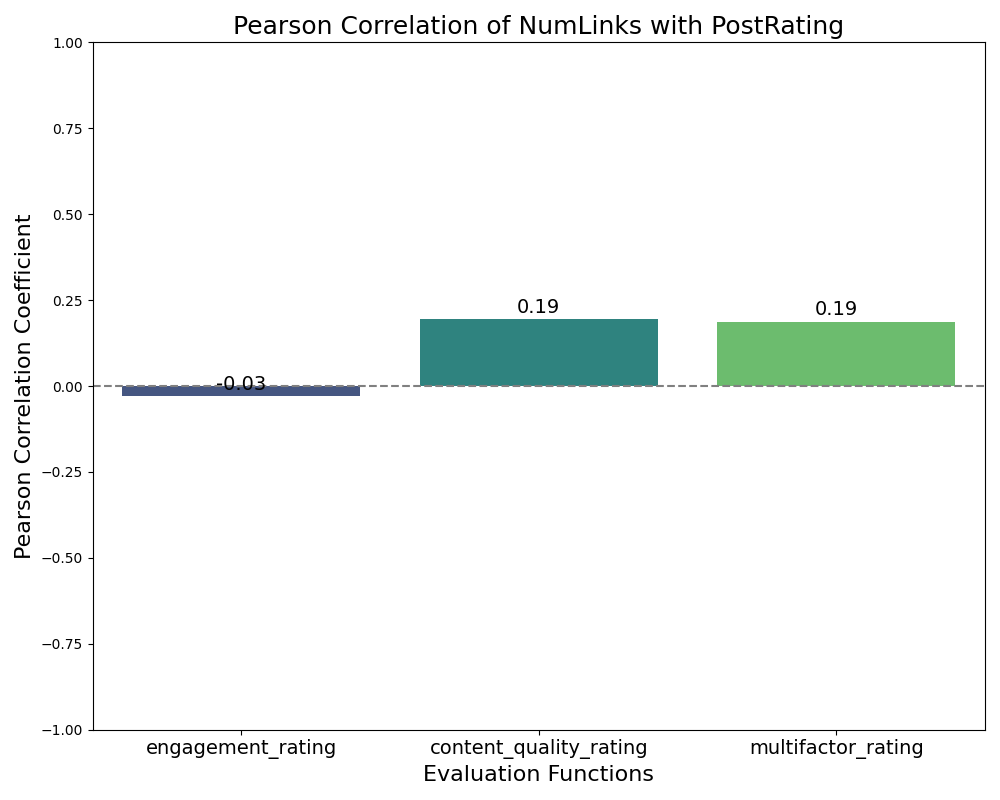 Pearson Correlation of NumLinks with PostRating
1.00
0.75
0.50
0.25
0.00
−0.25
−0.50
−0.75
−1.00
Pearson Correlation Coefficient
-0.03
0.19
0.19
engagement_rating
content_quality_rating
multifactor_rating
Evaluation Functions